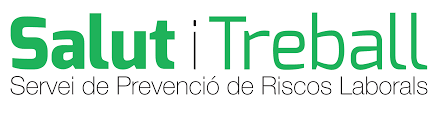 Salut i Treball
Servei de Prevenció de Riscos Laborals